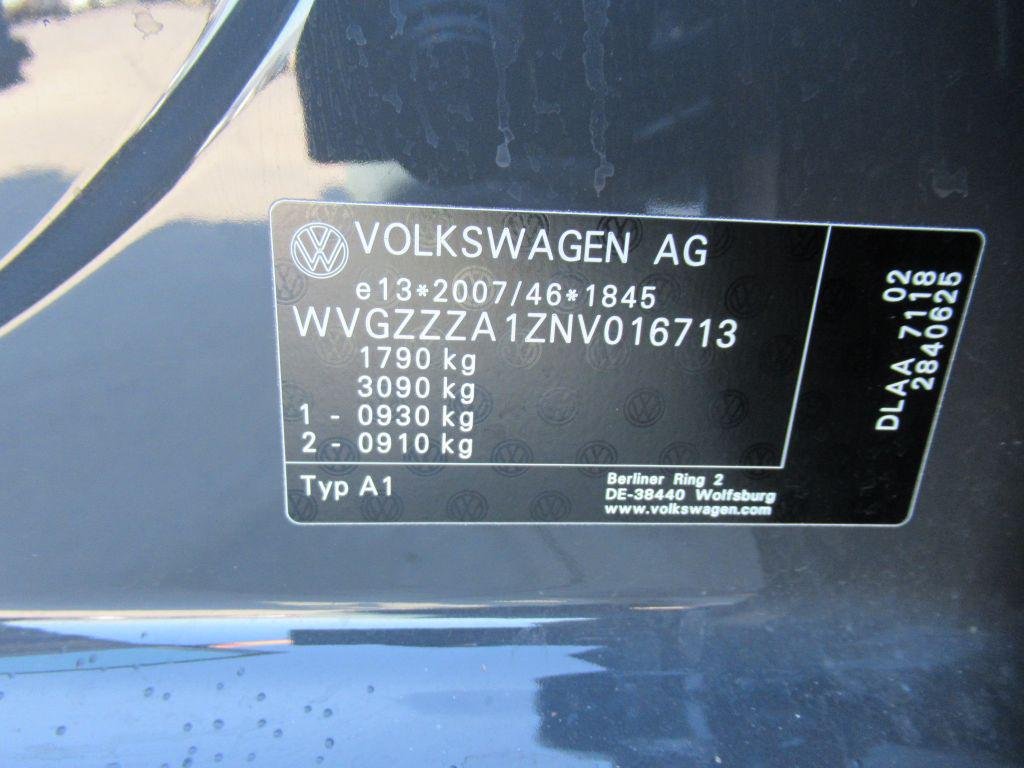 VOLKSWAGEN AG
e13*2007/46*1845
WVGZZZA1ZNV016713
1790 kg
3090 kg
1 - 0930 kg
2 - 0910 kg
Typ A1
Berliner Ring 2
DE-38440 Wolfsburg
www.volkswagen.com
DLAA 7102
7118
2840625